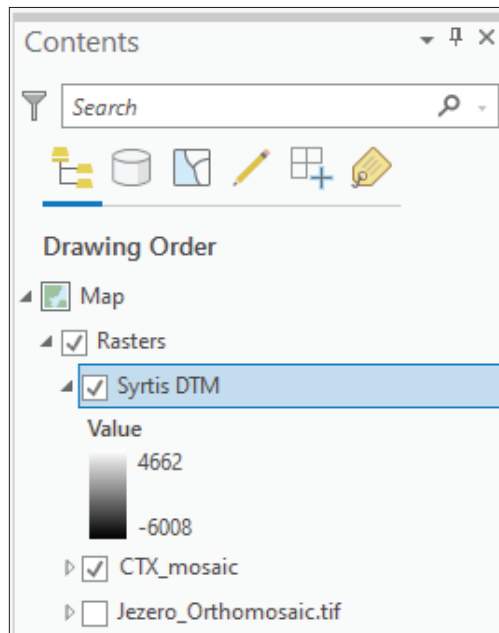 Contents
Search
Drawing Order
Map
Rasters
Syrtis DTM
Value
4662
-6008
CTX_mosaic
Jezero_Orthomosaic.tif